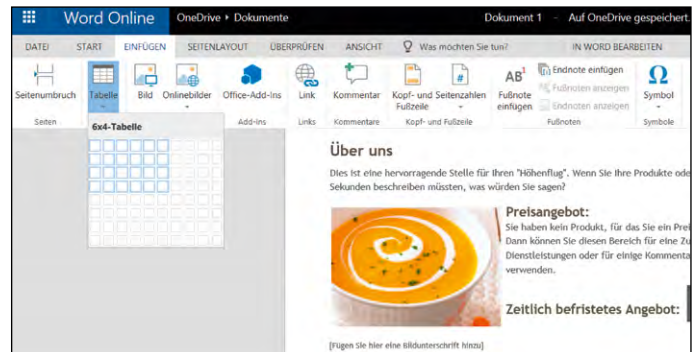 Word Online OneDrive ▸ Dokumente Dokument 1 - Auf OneDrive gespeichert.
DATEI START EINFÜGEN SEITENLAYOUT ÜBERPRÜFEN ANSICHT Was möchten Sie tun? IN WORD BEARBEITEN
Seitenumbruch Tabelle Bild Onlinebilder Office-Add-Ins Link Kommentar Kopf- und Fußzeile Seitenzahlen AB¹ Fußnote einfügen Endnote einfügen Symbol
Fußnoten anzeigen
Endnoten anzeigen
Seiten Add-Ins Links Kommentare Kopf- und Fußzeile Fußnoten Symbole
6x4-Tabelle
Über uns
Dies ist eine hervorragende Stelle für Ihren "Höhenflug". Wenn Sie Ihre Produkte ode
Sekunden beschreiben müssten, was würden Sie sagen?
Preisangebot:
Sie haben kein Produkt, für das Sie ein Prei
Dann können Sie diesen Bereich für eine Zu
Dienstleistungen oder für einige Kommenta
verwenden.
Zeitlich befristetes Angebot:
[Fügen Sie hier eine Bildunterschrift hinzu]